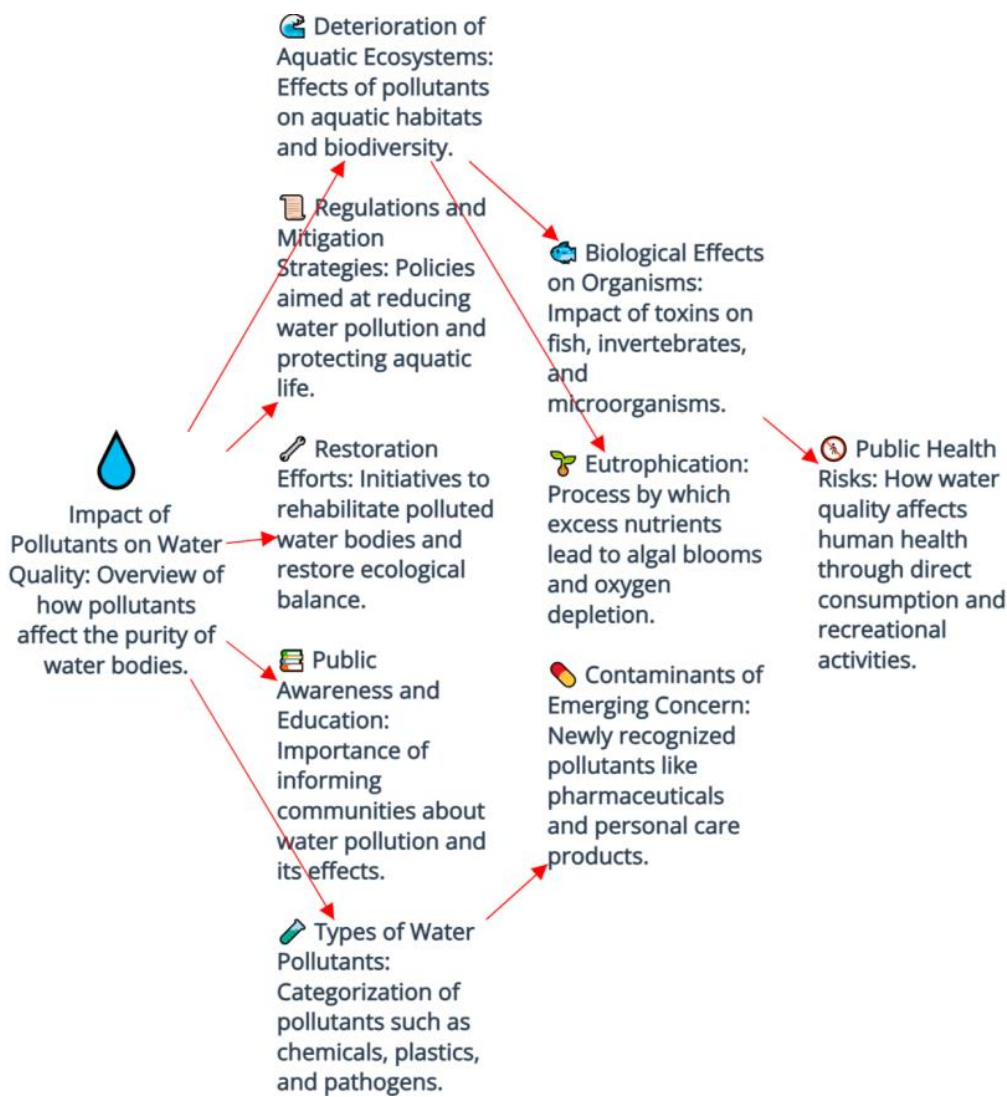 Impact of
Pollutants on Water
Quality: Overview of
how pollutants
affect the purity of
water bodies.
Deterioration of
Aquatic Ecosystems:
Effects of pollutants
on aquatic habitats
and biodiversity.
Regulations and
Mitigation
Strategies: Policies
aimed at reducing
water pollution and
protecting aquatic
life.
Restoration
Efforts: Initiatives to
rehabilitate polluted
water bodies and
restore ecological
balance.
Public
Awareness and
Education:
Importance of
informing
communities about
water pollution and
its effects.
Types of Water
Pollutants:
Categorization of
pollutants such as
chemicals, plastics,
and pathogens.
Biological Effects
on Organisms:
Impact of toxins on
fish, invertebrates,
and
microorganisms.
Eutrophication:
Process by which
excess nutrients
lead to algal blooms
and oxygen
depletion.
Contaminants of
Emerging Concern:
Newly recognized
pollutants like
pharmaceuticals
and personal care
products.
Public Health
Risks: How water
quality affects
human health
through direct
consumption and
recreational
activities.